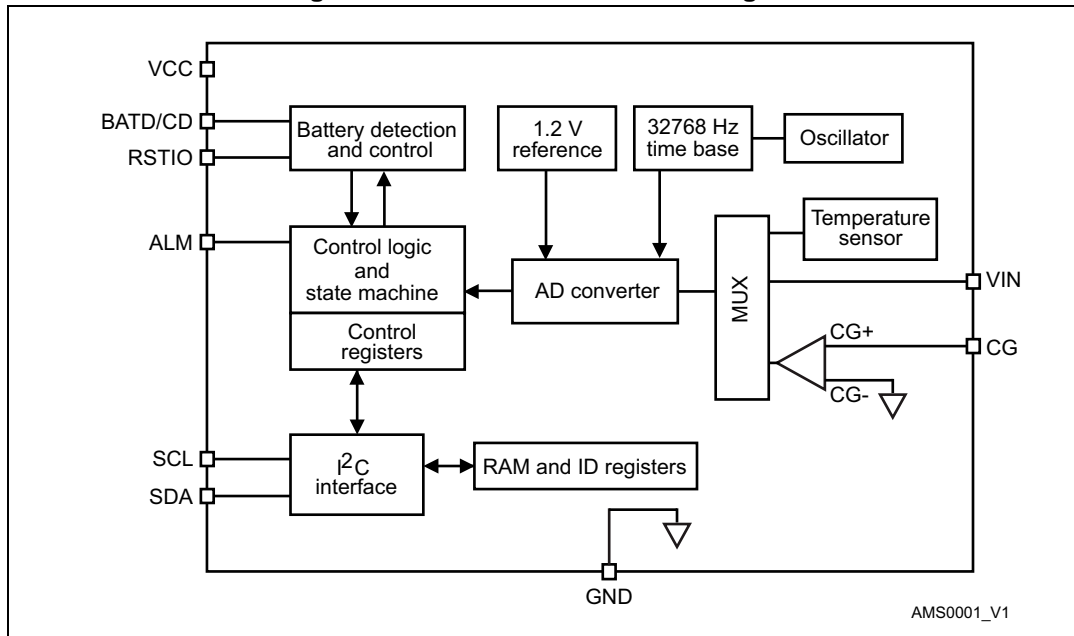 VCC
BATD/CD
RSTIO
ALM
SCL
SDA
Battery detection
and control
1.2 V
reference
32768 Hz
time base
Oscillator
Control logic
and
state machine
Control
registers
AD converter
MUX
Temperature
sensor
VIN
CG+
CG
CG-
I2C
interface
RAM and ID registers
GND
AMS0001_V1